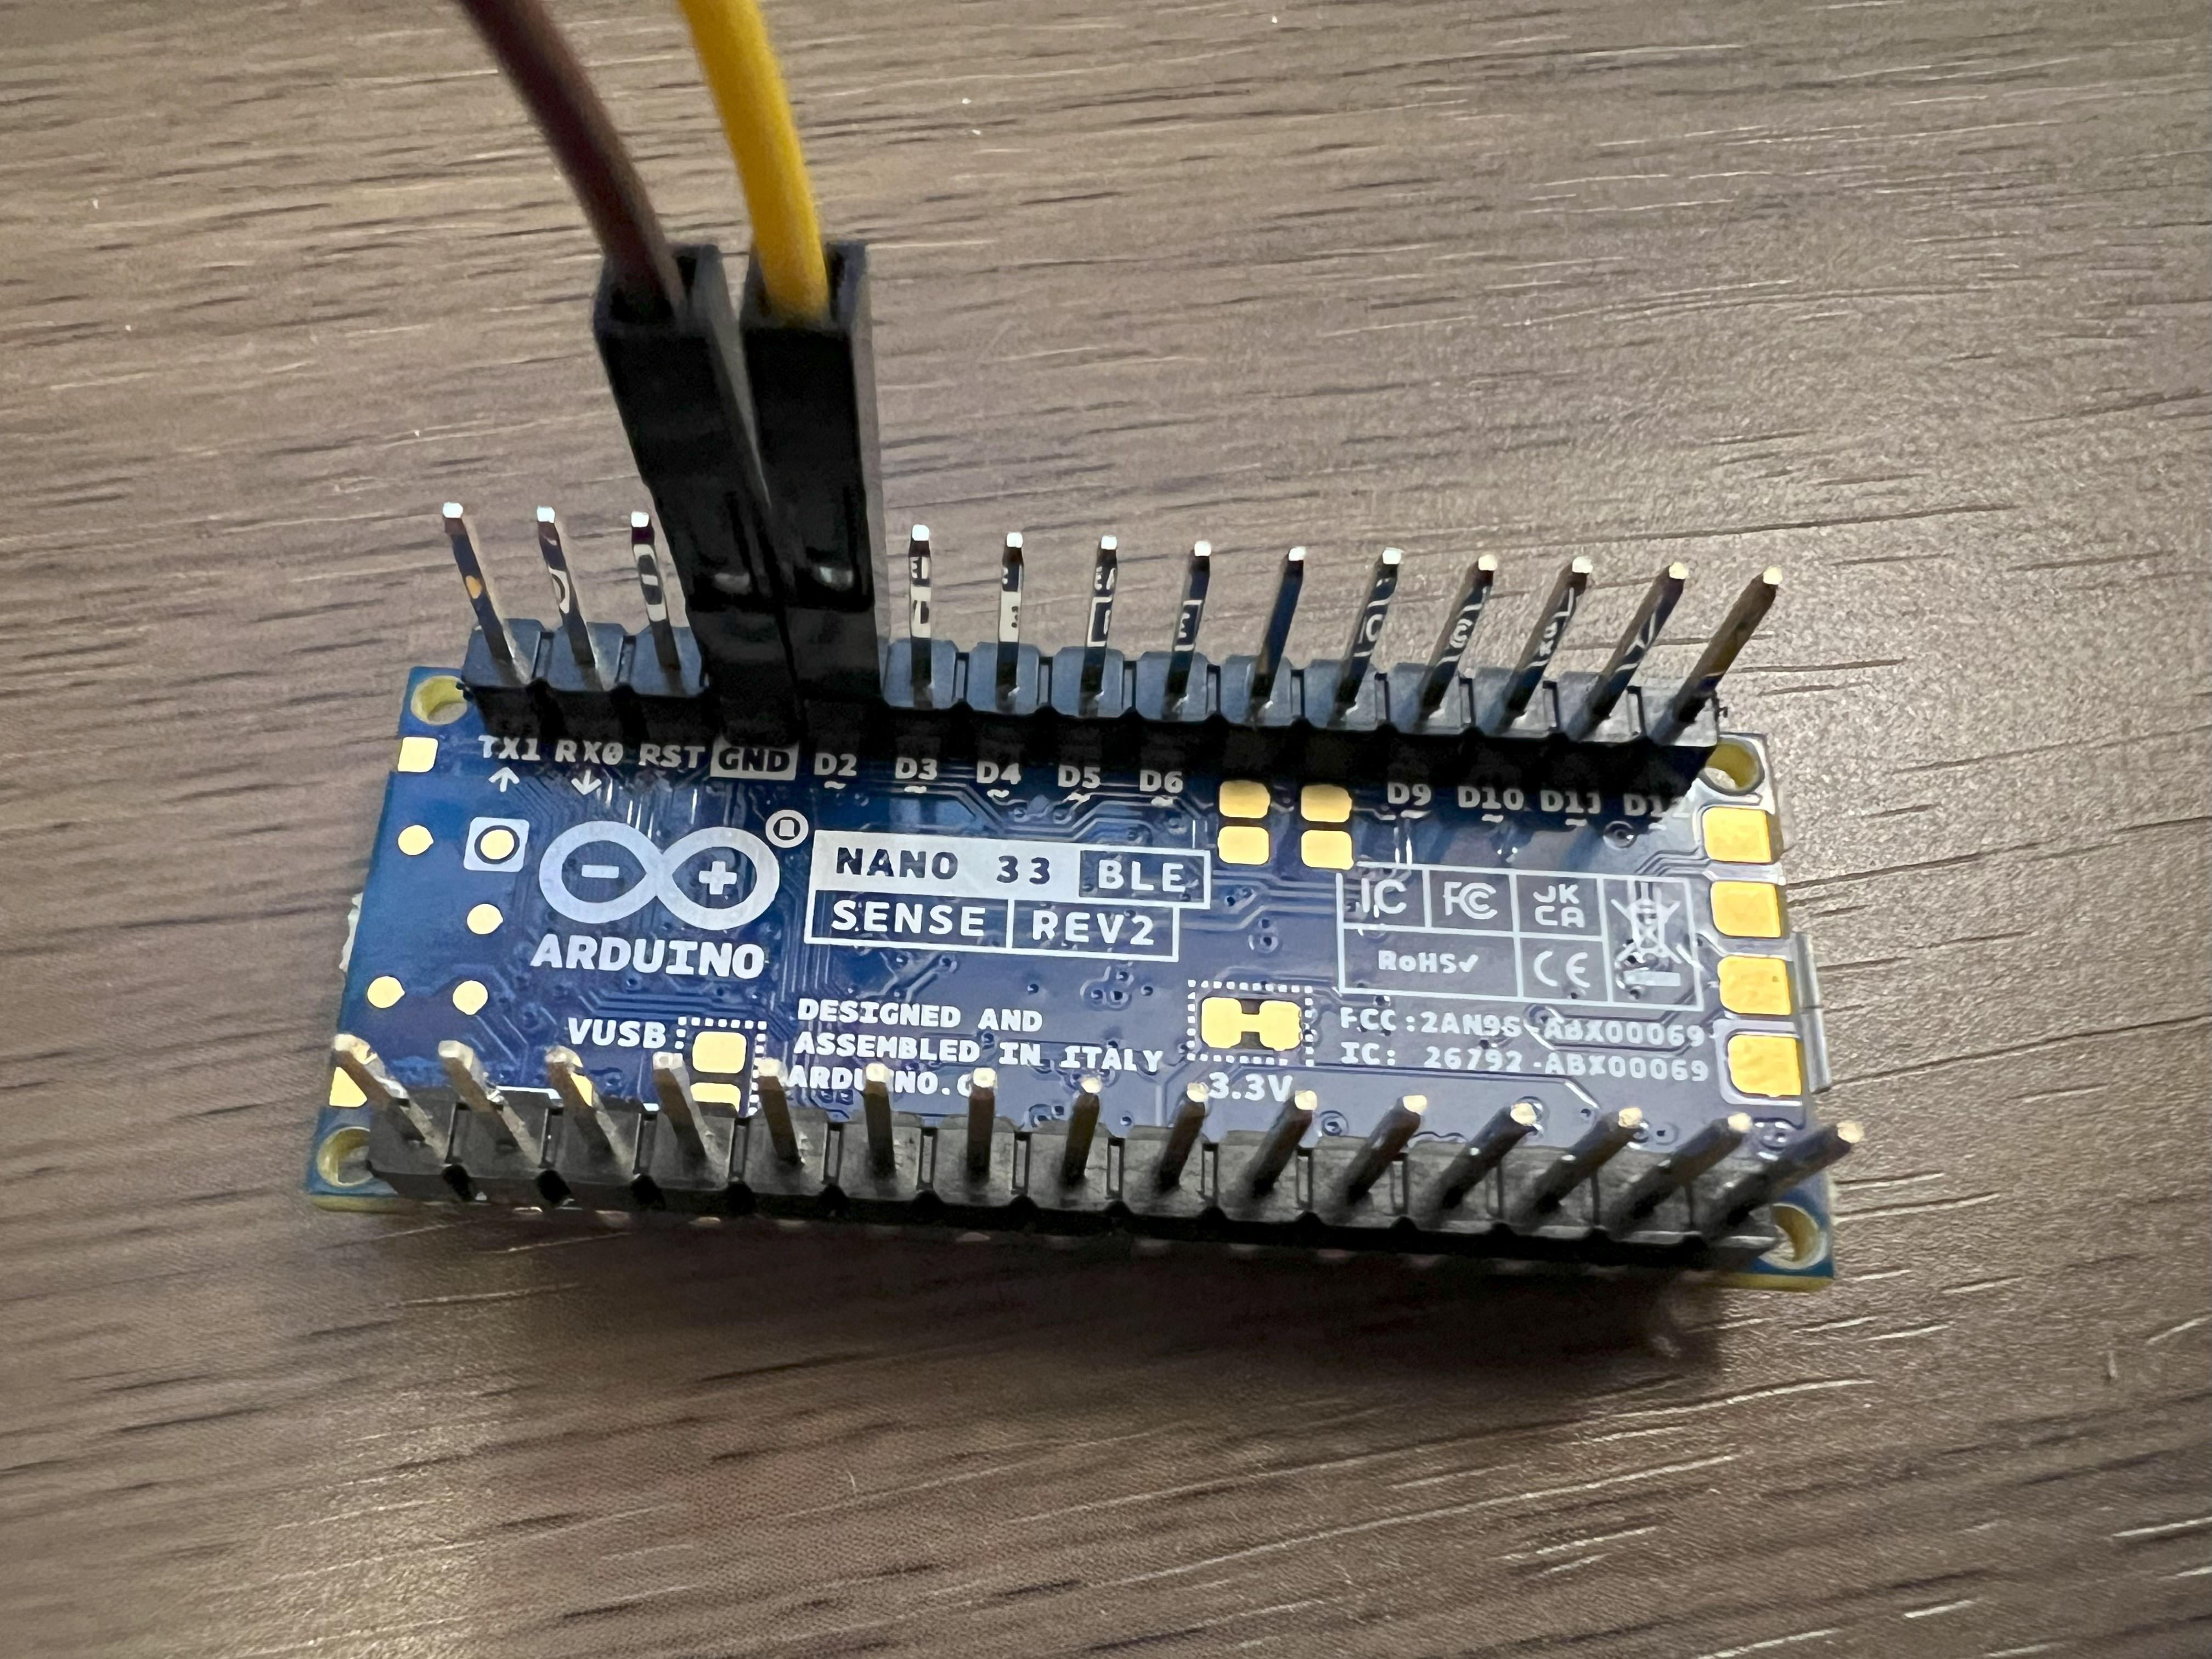 TX1 RX0 RST GND D2 D3 D4 D5 D6 D9 D10 D11
R
NANO 33 BLE
SENSE REV2
ARDUINO
IC FC UK CA
RoHS✓ CE
VUSB
DESIGNED AND
ASSEMBLED IN ITALY
3.3V
FCC:2AN9S-ABX00069
IC: 26792-ABX00069